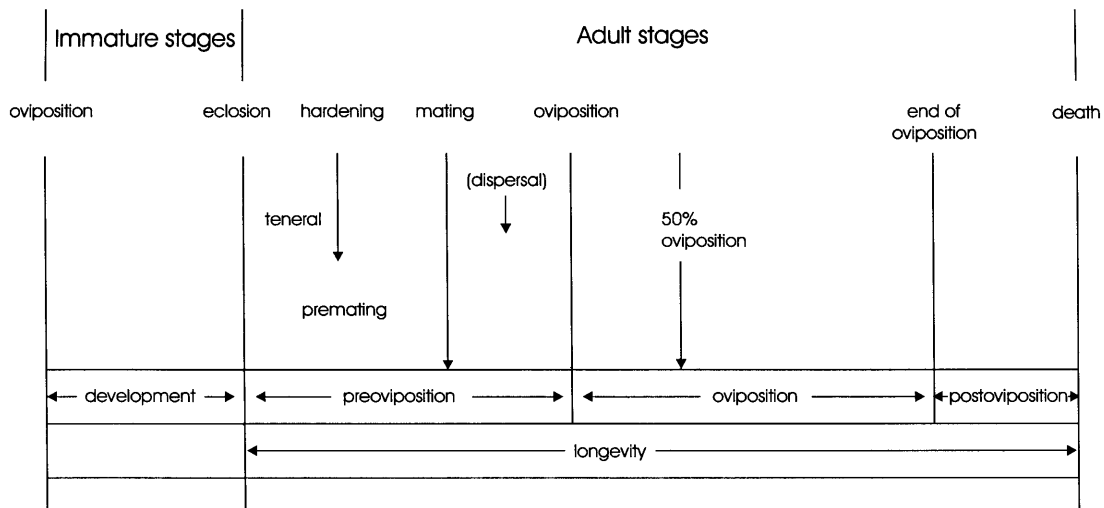 Immature stages
Adult stages
oviposition
eclosion
hardening
mating
oviposition
end of
oviposition
death
(dispersal)
teneral
50%
oviposition
premating
development
preoviposition
oviposition
postoviposition
longevity